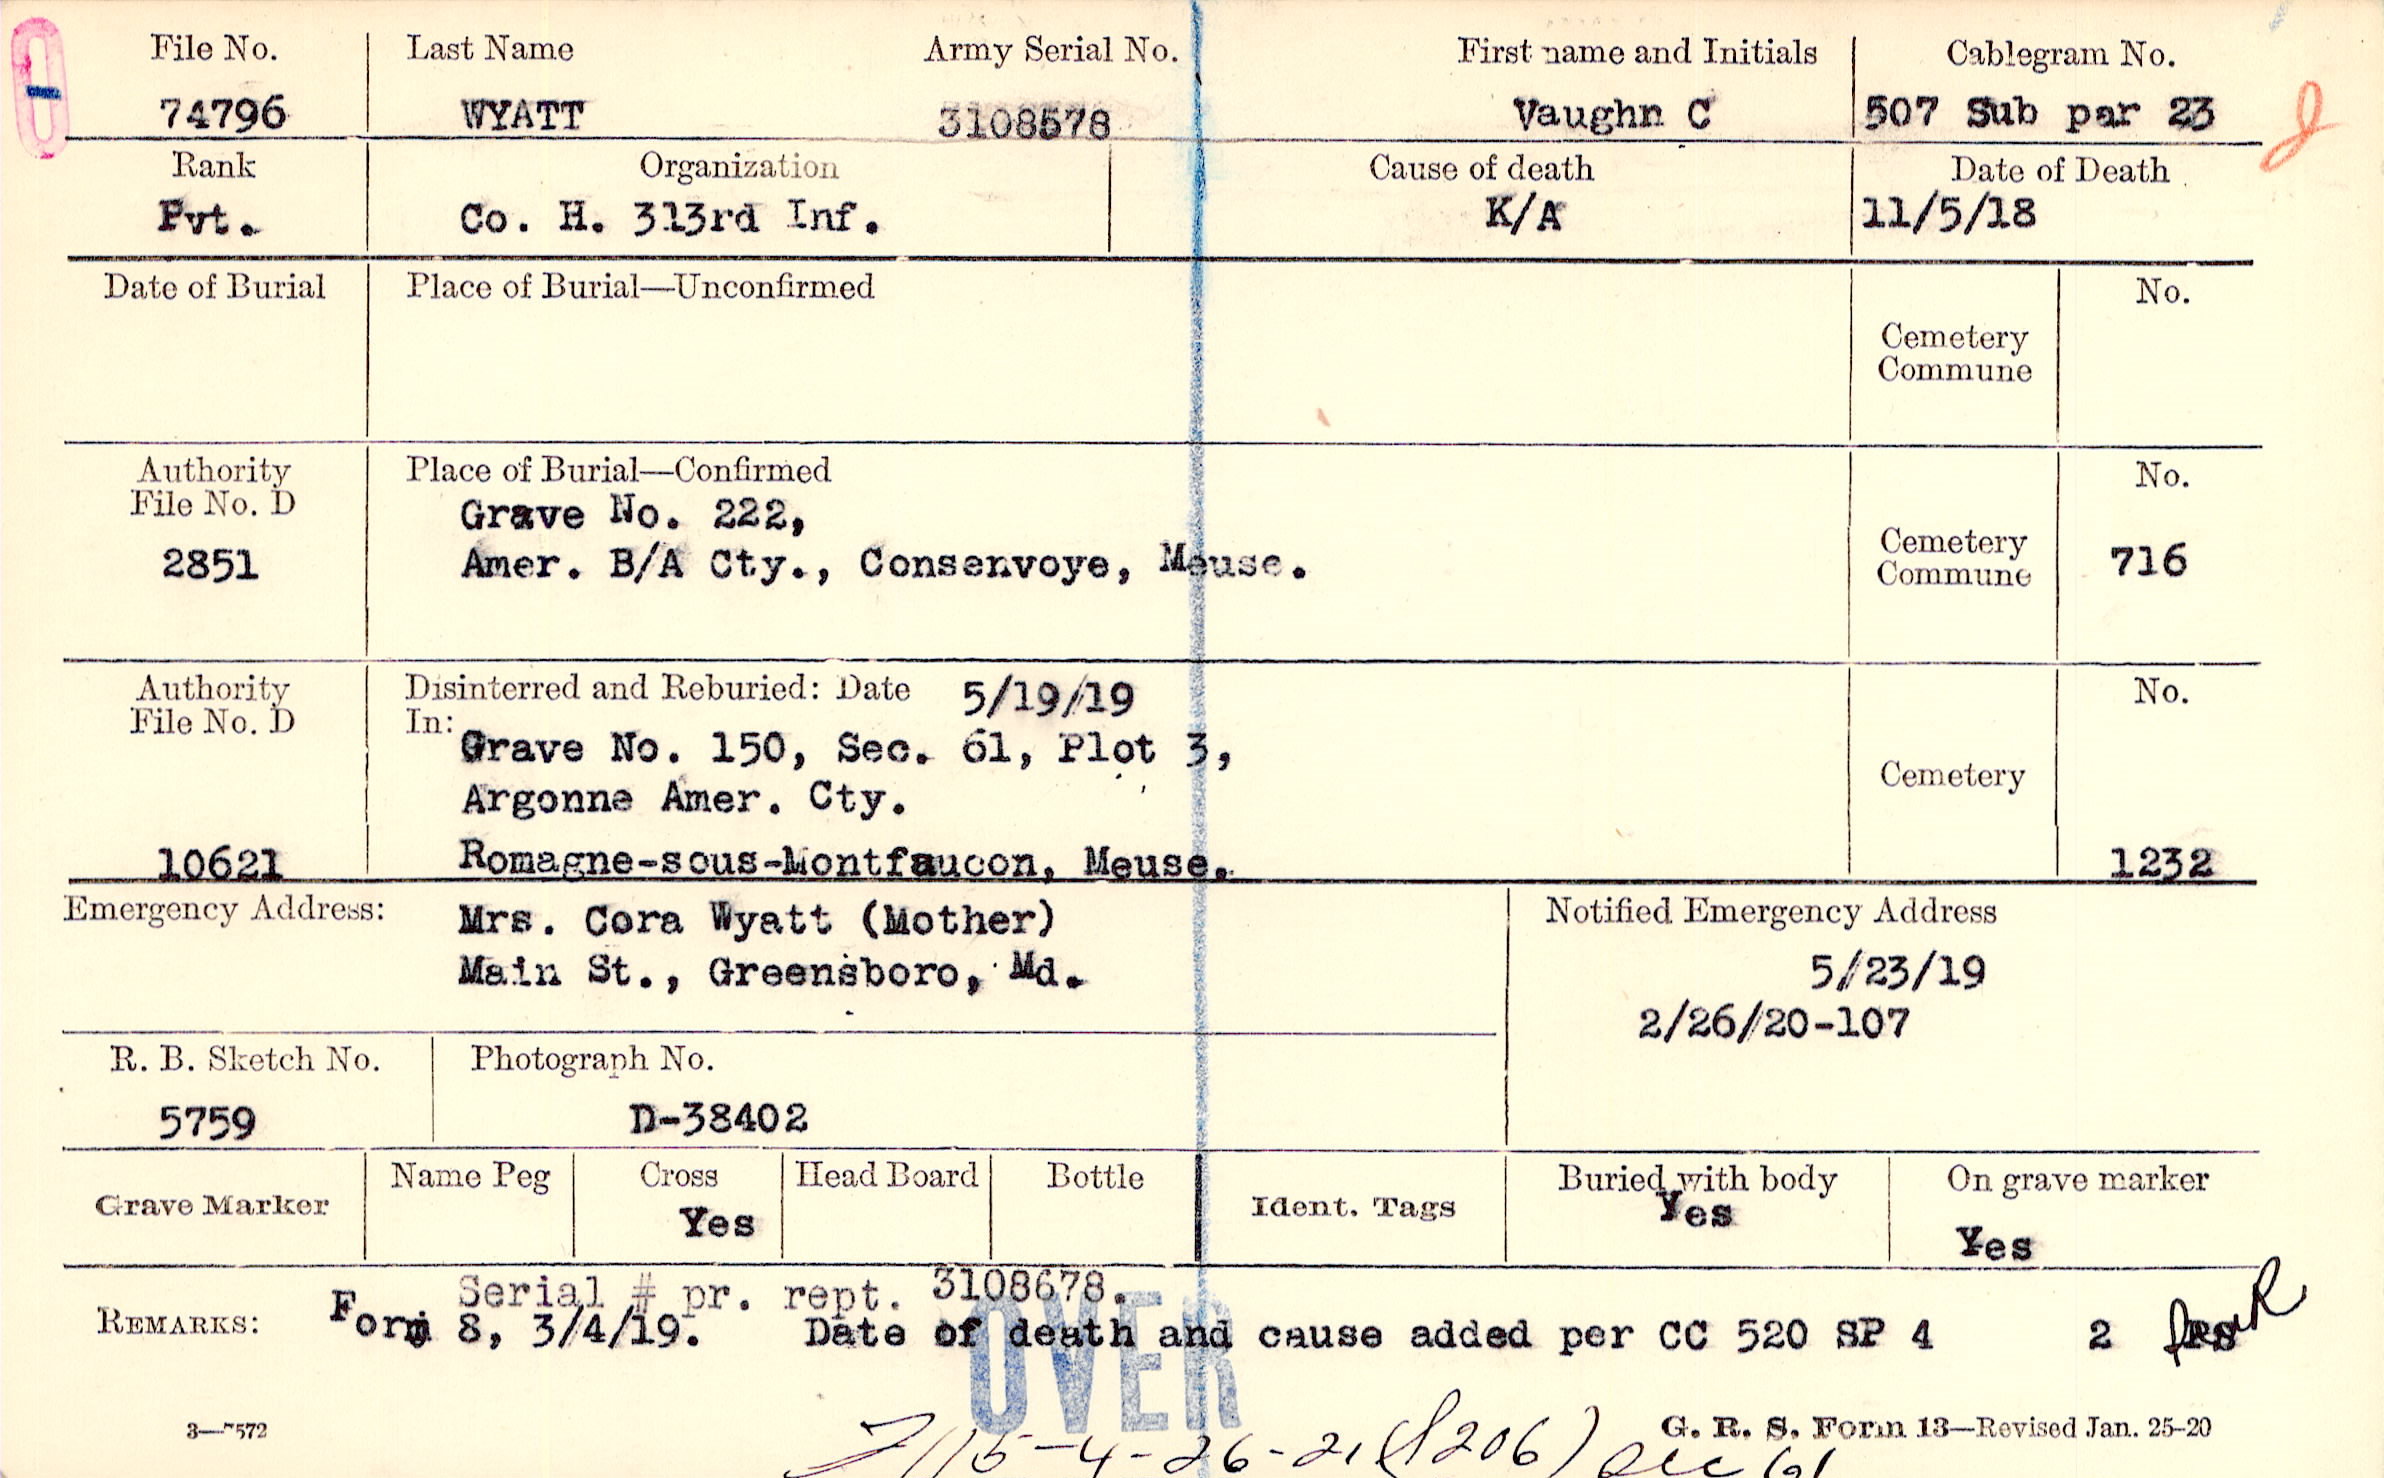 File No. Last Name Army Serial No. First name and Initials Cablegram No.
74796 WYATT 3108578 Vaughn C 507 Sub par 23
Rank Organization Cause of death Date of Death
Pvt. Co. H. 313rd Inf. K/A 11/5/18
Date of Burial Place of Burial—Unconfirmed No.
Cemetery
Commune
Authority
File No. D
2851
Place of Burial—Confirmed
Grave No. 222,
Amer. B/A Cty., Consenvoye, Meuse.
Cemetery
Commune
No.
716
Authority
File No. D
10621
Disinterred and Reburied: Date 5/19/19
In: Grave No. 150, Sec. 61, Plot 3,
Argonne Amer. Cty.
Romagne-sous-Montfaucon, Meuse.
Cemetery
No.
1232
Emergency Address: Mrs. Cora Wyatt (Mother)
Main St., Greensboro, Md.
Notified Emergency Address
5/23/19
2/26/20-107
R. B. Sketch No. Photograph No.
5759 D-38402
Grave Marker
Name Peg Cross Head Board Bottle
Yes
Ident. Tags
Buried with body On grave marker
Yes Yes
Serial # pr. rept. 3108678.
REMARKS: Form 8, 3/4/19. Date of death and cause added per CC 520 SP 4 2
OVER
3—7572 G. R. S. Form 13—Revised Jan. 25-20